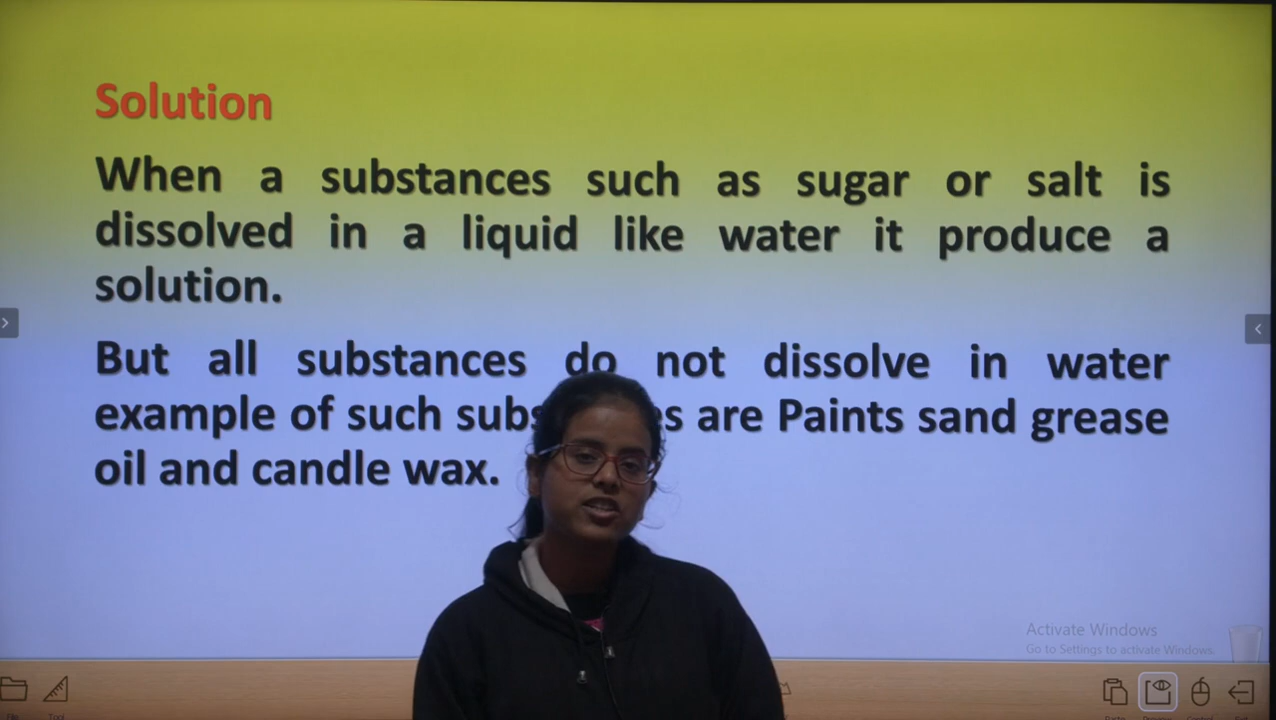 Solution
When a substances such as sugar or salt is
dissolved in a liquid like water it produce a
solution.
But all substances do not dissolve in water
example of such are Paints sand grease
oil and candle wax.
Activate Windows
Go to Settings to activate Windows.